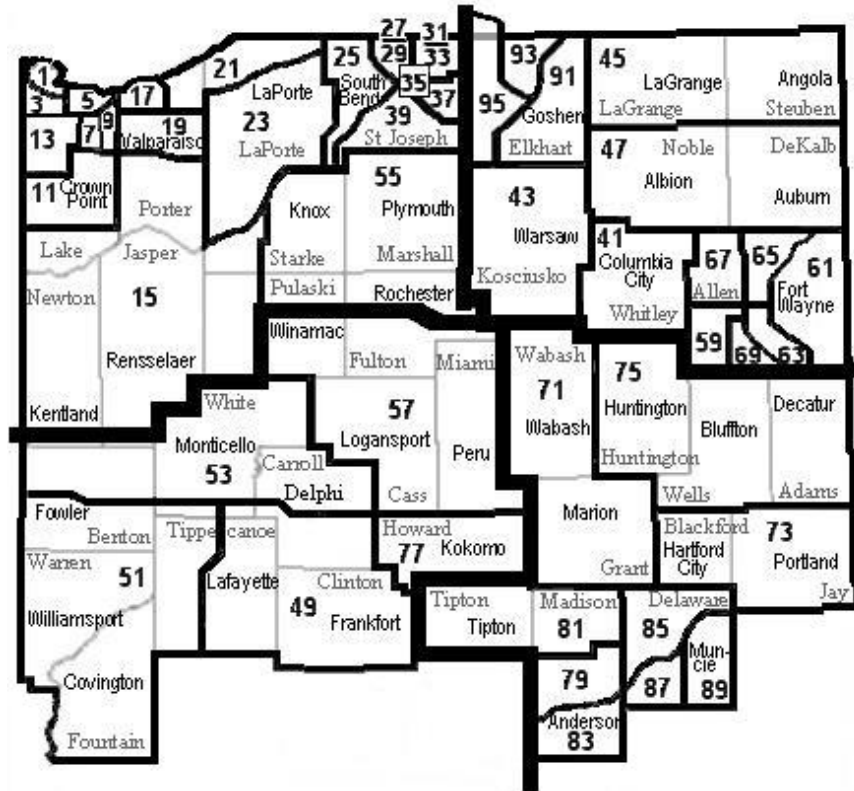 27 31
25 29 33
93
45
1
21
91
LaGrange
Angola
3 5 17
South
Bend
35
LaPorte
37
95
Goshen
LaGrange
Steuben
13 7 9 19
Valparaiso
23
39
St Joseph
Elkhart
47
Noble
DeKalb
LaPorte
Albion
11
Crown
Point
Porter
Knox
55
Plymouth
43
Auburn
Warsaw
41
Columbia
City
67
65
61
Lake
Jasper
Starke
Marshall
Kosciusko
Allen
Fort
Wayne
Newton
15
Pulaski
Rochester
Whitley
Winamac
59
69
63
Rensselaer
Fulton
Miami
Wabash
75
71
White
57
Huntington
Decatur
Kentland
Monticello
Logansport
Wabash
Bluffton
53
Carroll
Delphi
Peru
Huntington
Cass
Wells
Adams
Fowler
Marion
Benton
Tippecanoe
Howard
Blackford
73
77
Kokomo
Hartford
City
Portland
Warren
51
Lafayette
Clinton
Grant
Jay
Williamsport
49
Frankfort
Tipton
Tipton
Madison
81
Delaware
85
Covington
79
Mun-
cie
87
89
Fountain
Anderson
83